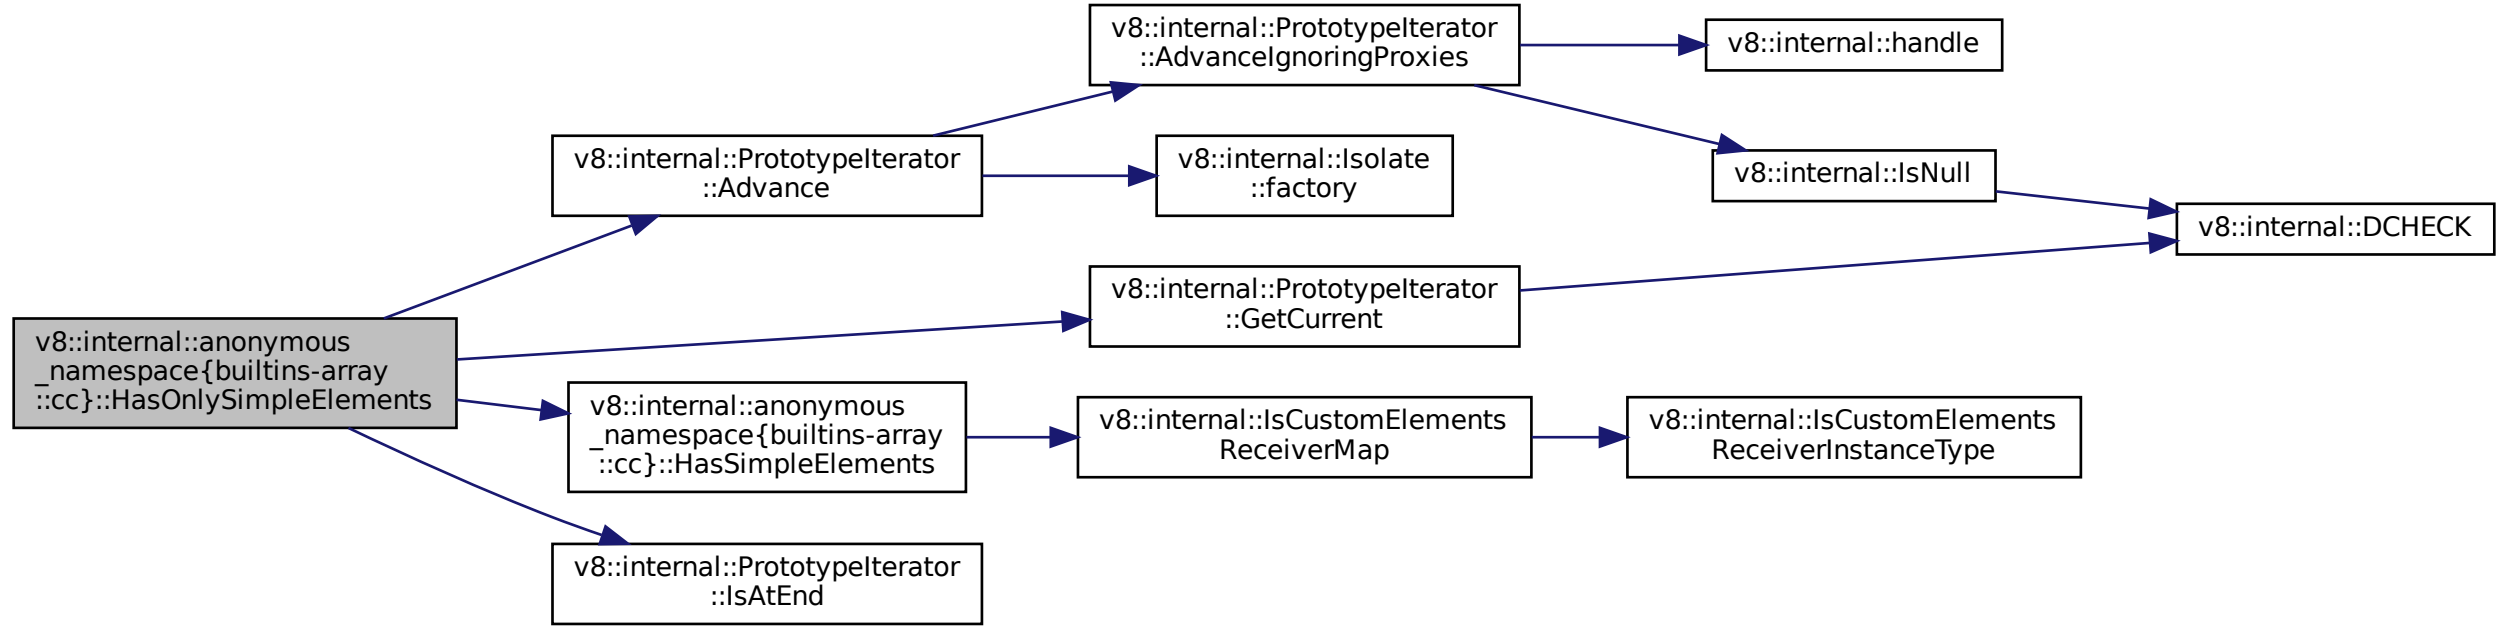 v8::internal::PrototypeIterator
::AdvanceIgnoringProxies
v8::internal::handle
v8::internal::PrototypeIterator
::Advance
v8::internal::Isolate
::factory
v8::internal::IsNull
v8::internal::DCHECK
v8::internal::PrototypeIterator
::GetCurrent
v8::internal::anonymous
_namespace{builtins-array
::cc}::HasOnlySimpleElements
v8::internal::anonymous
_namespace{builtins-array
::cc}::HasSimpleElements
v8::internal::IsCustomElements
ReceiverMap
v8::internal::IsCustomElements
ReceiverInstanceType
v8::internal::PrototypeIterator
::IsAtEnd